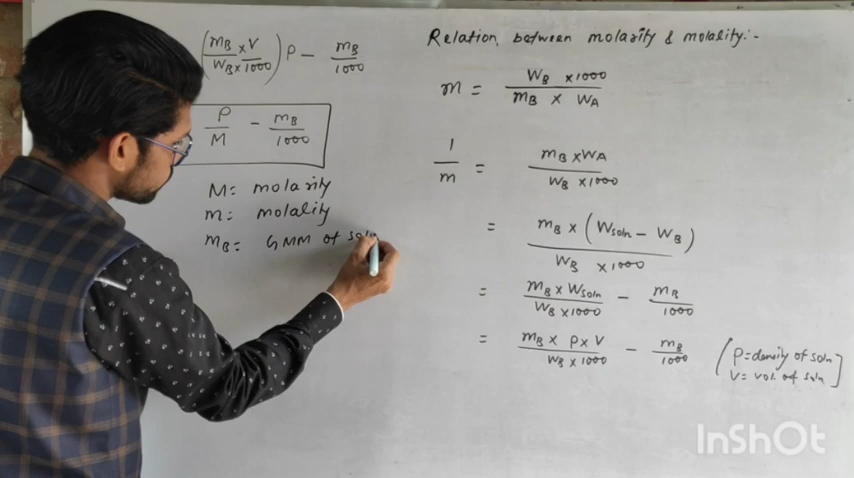 Relation between molarity & molality:-
m = W_B × 1000 / m_B × W_A
1/m = m_B × W_A / W_B × 1000
= m_B × (W_soln - W_B) / W_B × 1000
= m_B × W_soln / W_B × 1000 - m_B / 1000
= m_B × ρ × V / W_B × 1000 - m_B / 1000 (ρ = density of soln
V = vol. of soln)
(m_B × V / W_B × 1000) ρ - m_B / 1000
ρ / M - m_B / 1000
M = molarity
m = molality
m_B = GMM of soln
InShOt